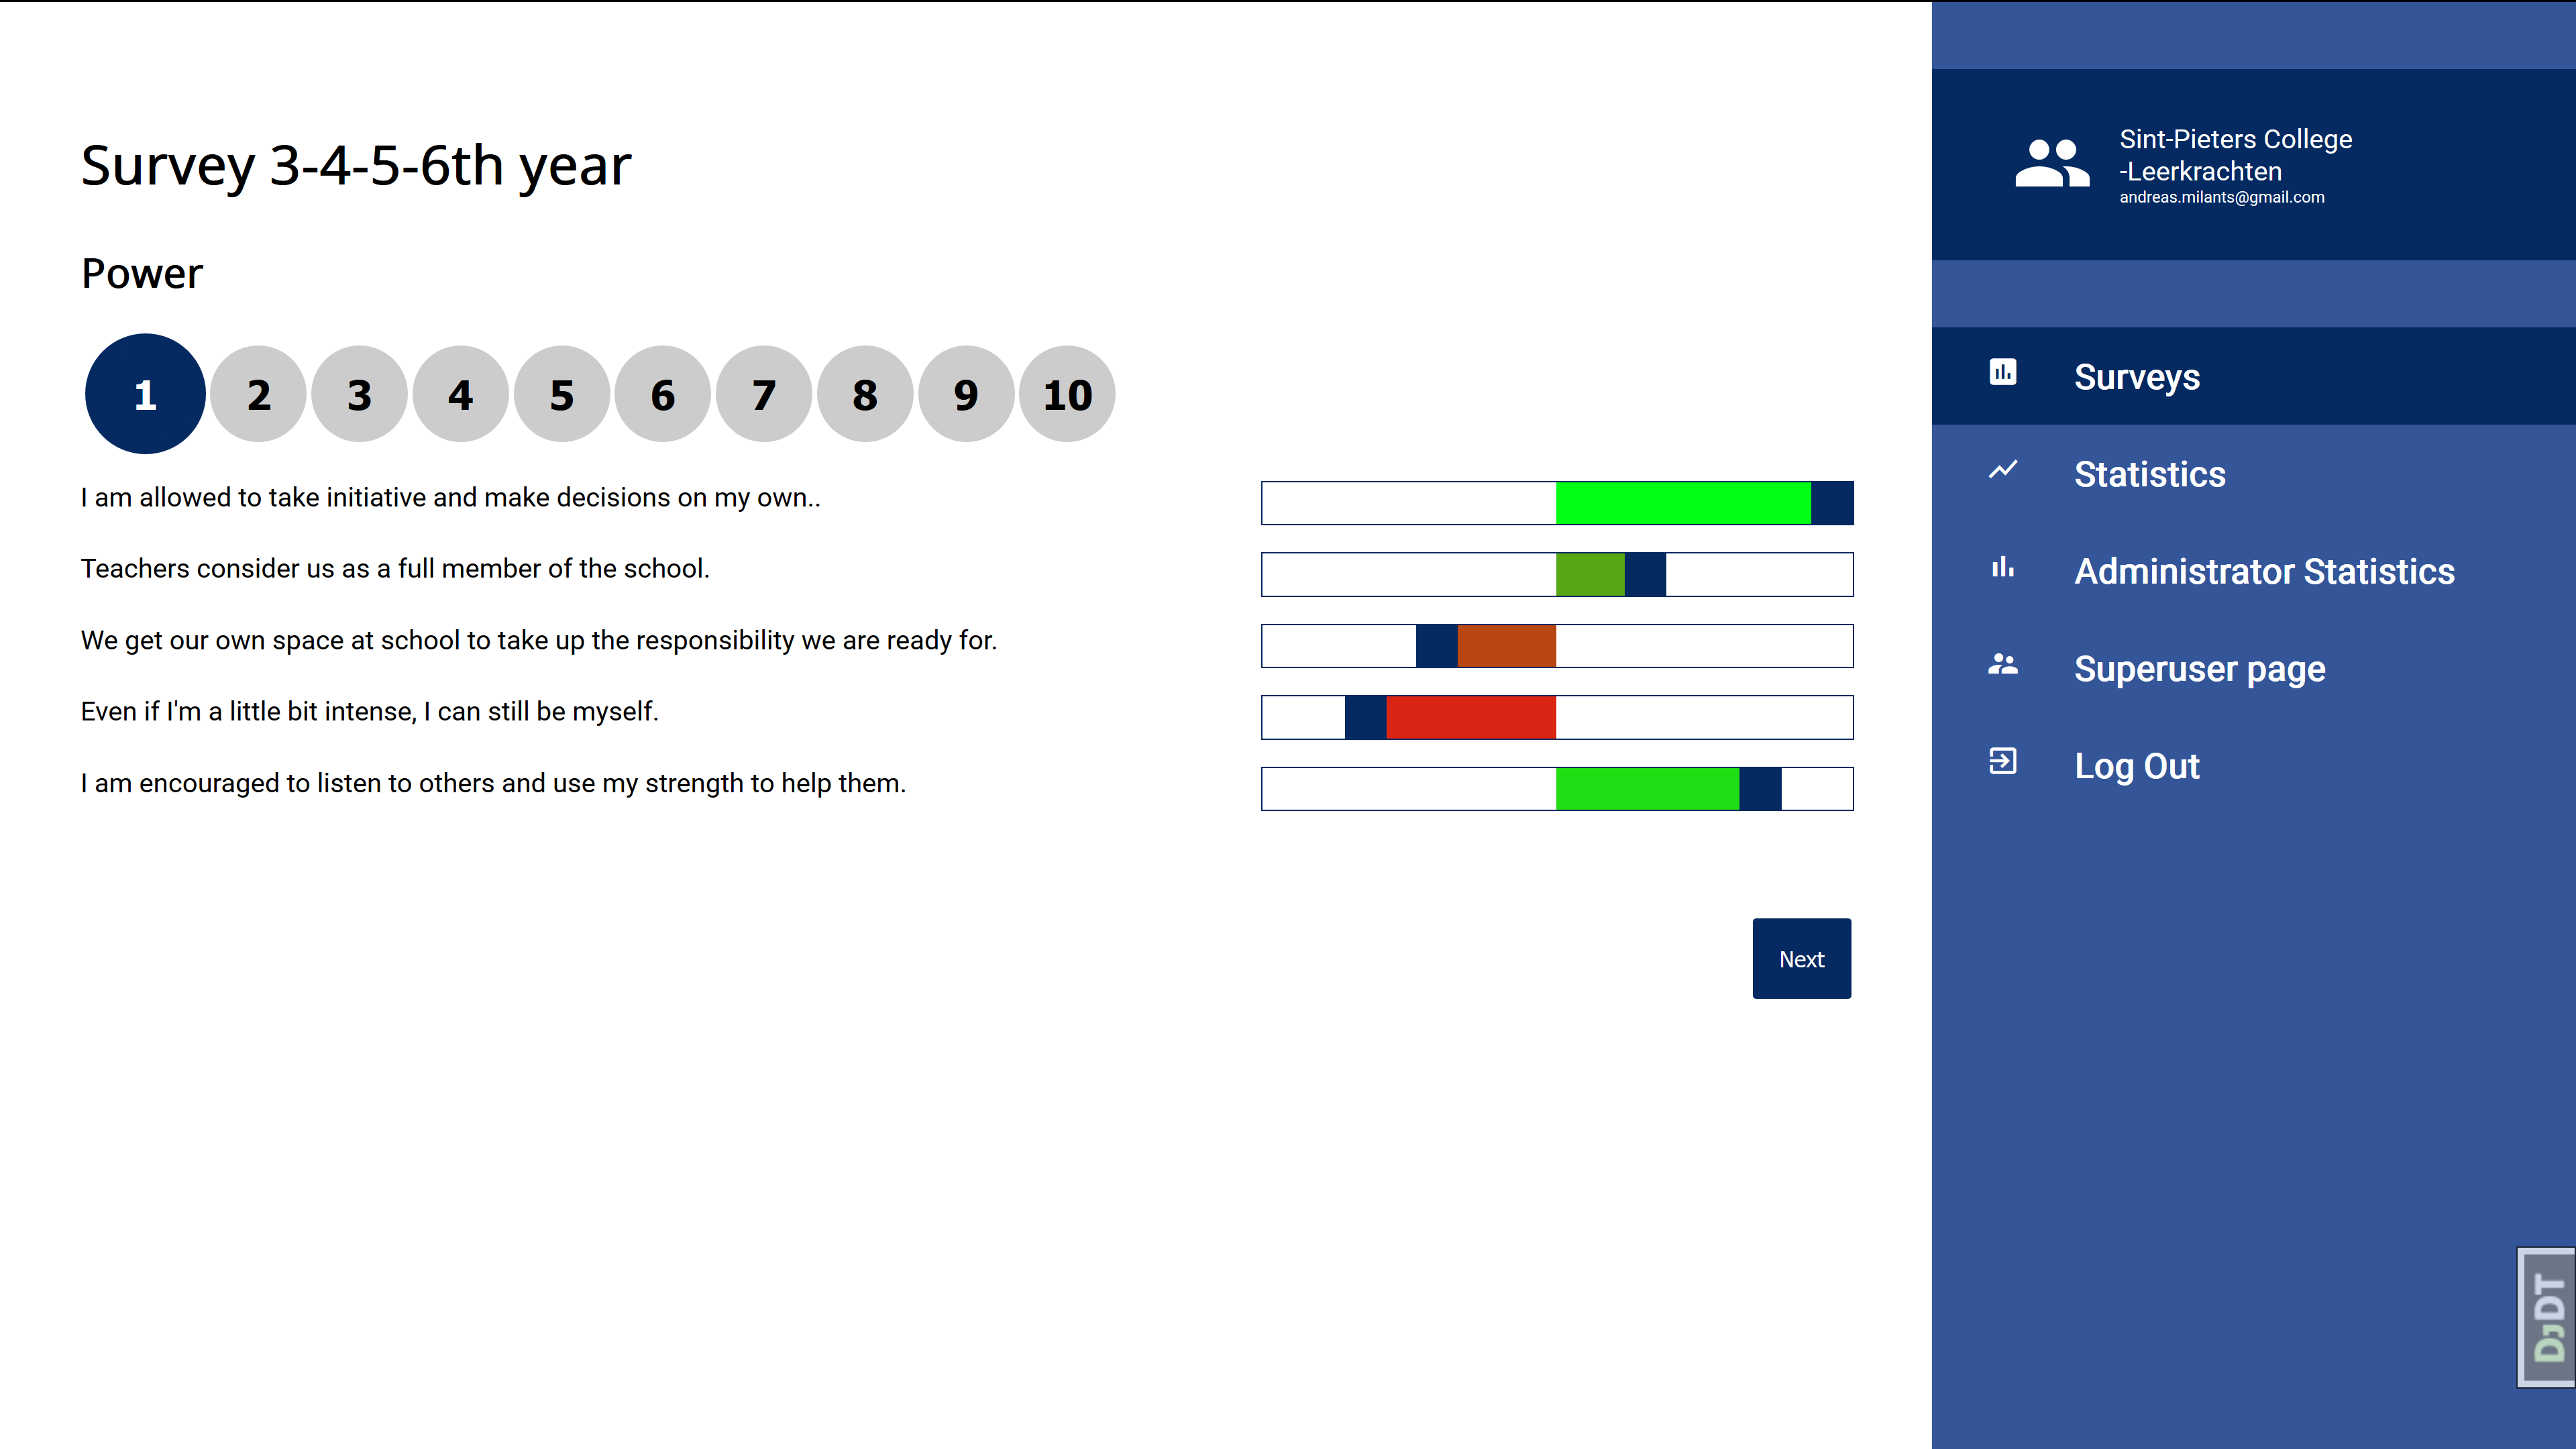 Survey 3-4-5-6th year
Power
1 2 3 4 5 6 7 8 9 10
I am allowed to take initiative and make decisions on my own..
Teachers consider us as a full member of the school.
We get our own space at school to take up the responsibility we are ready for.
Even if I'm a little bit intense, I can still be myself.
I am encouraged to listen to others and use my strength to help them.
Next
Sint-Pieters College
-Leerkrachten
andreas.milants@gmail.com
Surveys
Statistics
Administrator Statistics
Superuser page
Log Out
DJDT